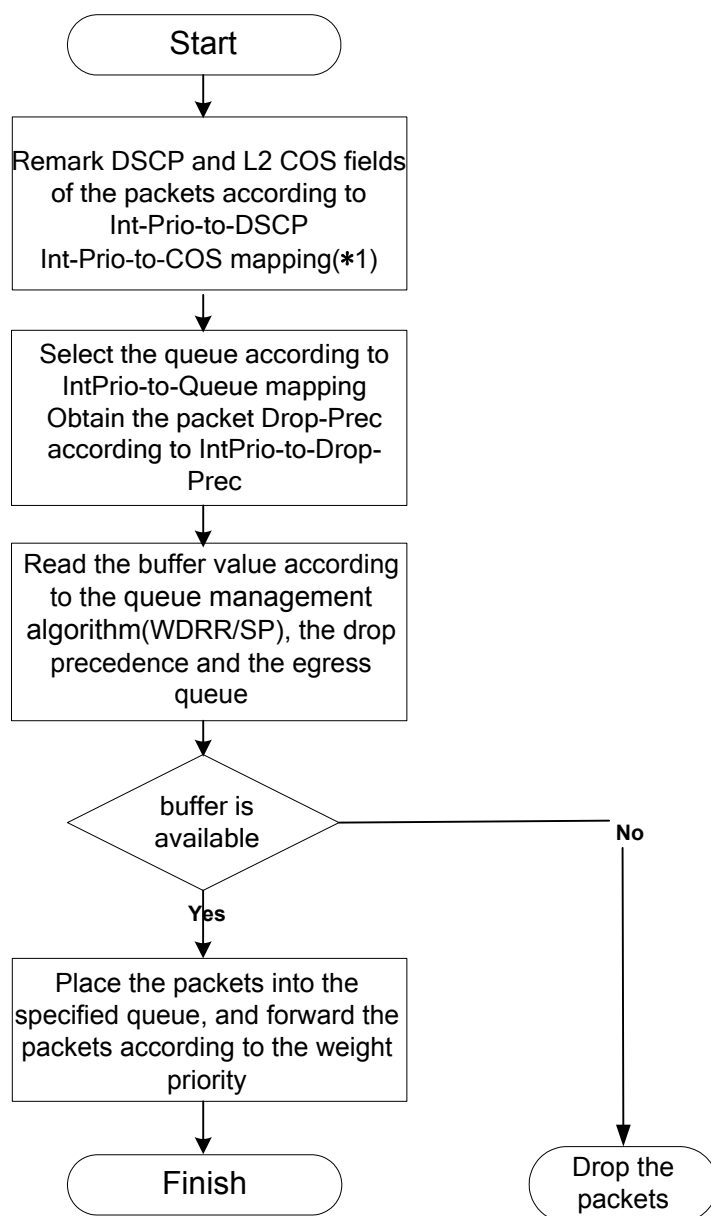 Start
Remark DSCP and L2 COS fields
of the packets according to
Int-Prio-to-DSCP
Int-Prio-to-COS mapping(*1)
Select the queue according to
IntPrio-to-Queue mapping
Obtain the packet Drop-Prec
according to IntPrio-to-Drop-
Prec
Read the buffer value according
to the queue management
algorithm(WDRR/SP), the drop
precedence and the egress
queue
buffer is
available
No
Yes
Place the packets into the
specified queue, and forward the
packets according to the weight
priority
Finish
Drop the
packets